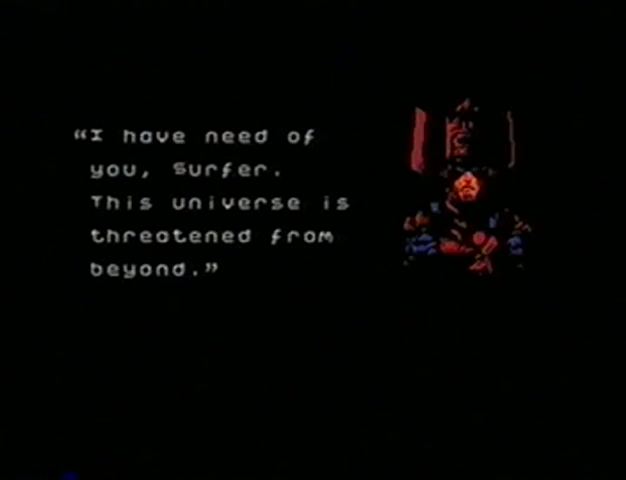 “I have need of
you, Surfer.
This universe is
threatened from
beyond.”